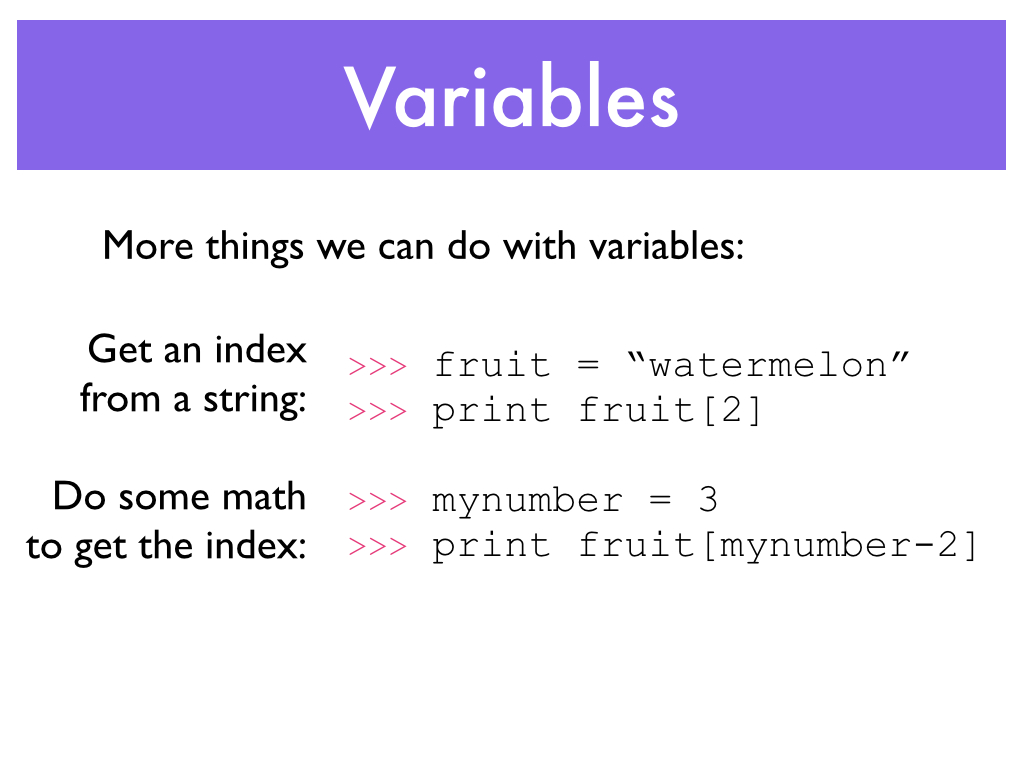 Variables
More things we can do with variables:
Get an index
from a string:
>>> fruit = “watermelon”
>>> print fruit[2]
Do some math
to get the index:
>>> mynumber = 3
>>> print fruit[mynumber-2]